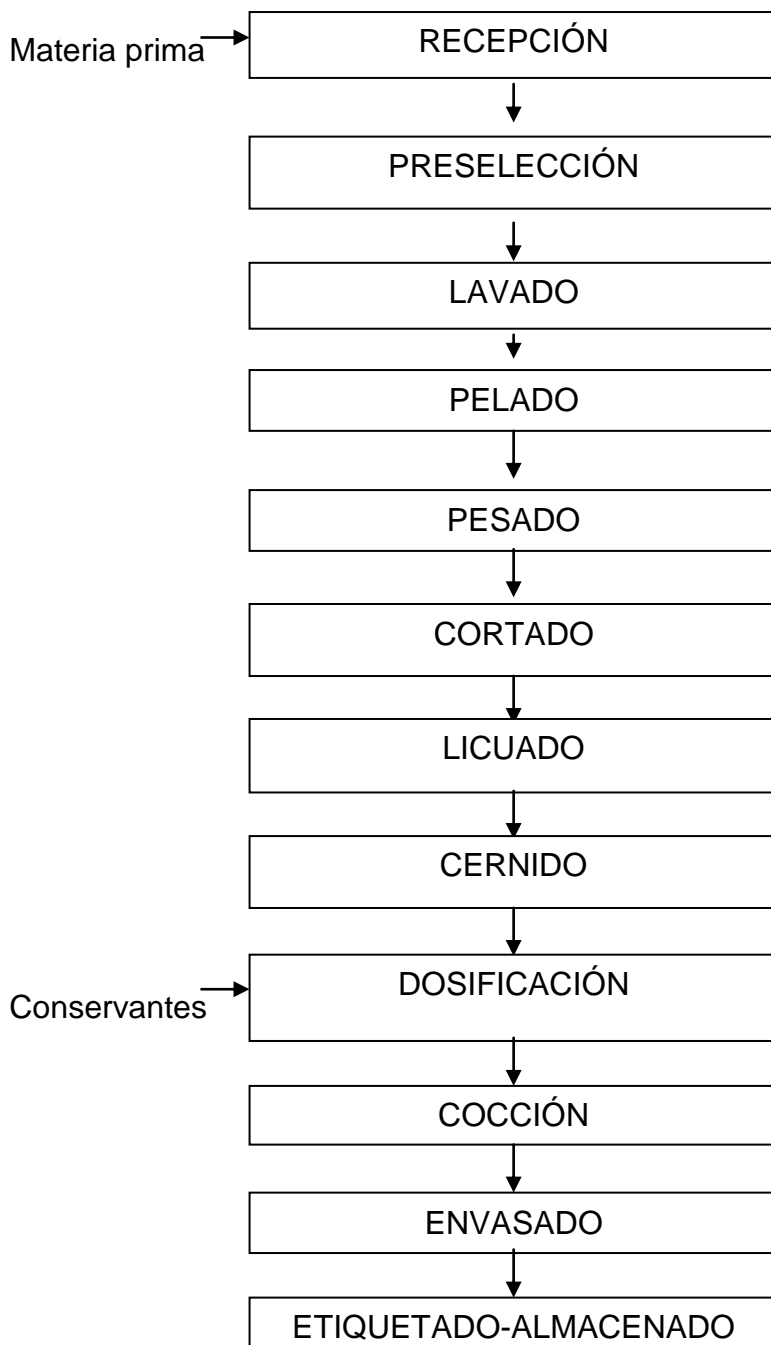 Materia prima
RECEPCIÓN
PRESELECCIÓN
LAVADO
PELADO
PESADO
CORTADO
LICUADO
CERNIDO
Conservantes
DOSIFICACIÓN
COCCIÓN
ENVASADO
ETIQUETADO-ALMACENADO